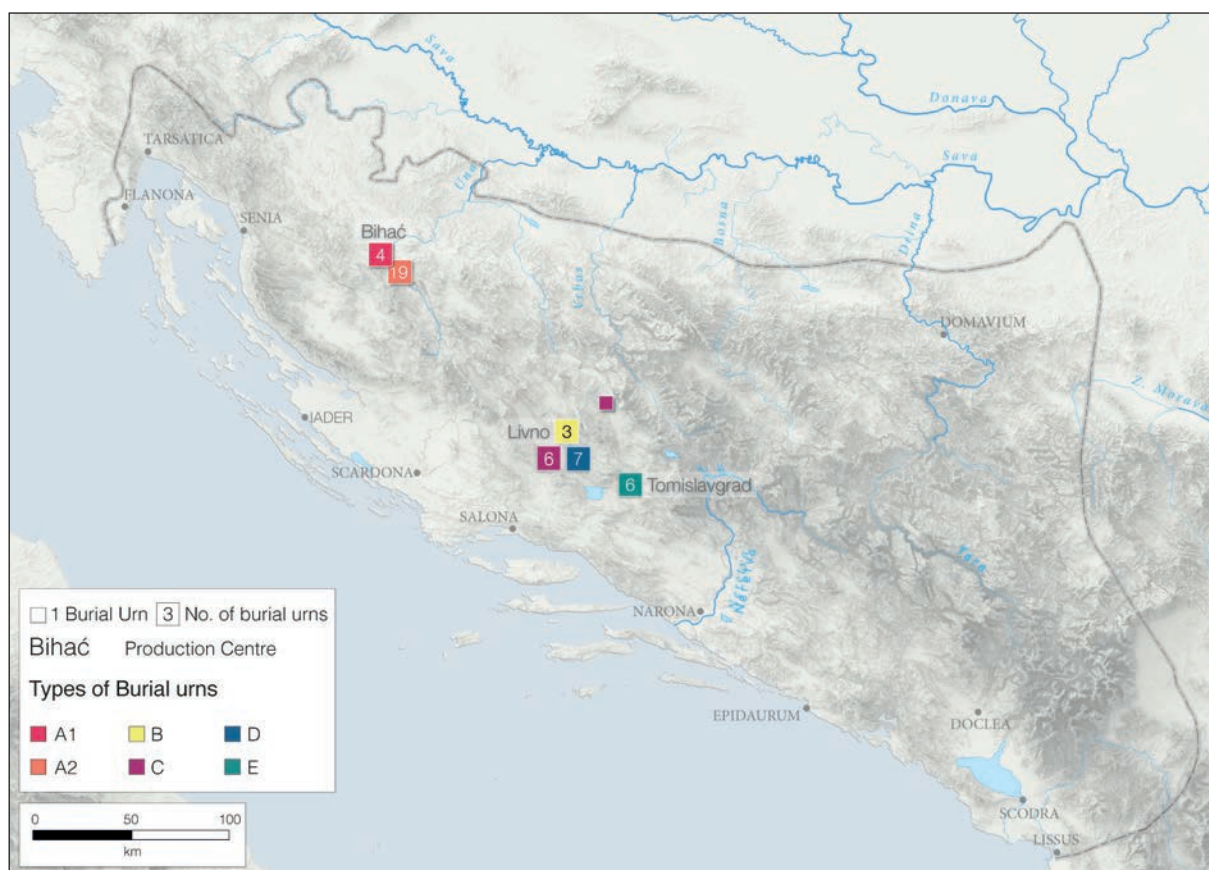 Sava
Donava
TARSATICA
Sava
Una
FLANONA
SENIA
Bosna
Drina
Bihać
4
19
Urbas
DOMAVIUM
Z. Morava
IADER
Livno
3
SCARDONA
6
7
6
Tomislavgrad
SALONA
Tara
Neretva
NARONA
1 Burial Urn
3
No. of burial urns
Bihać
Production Centre
Types of Burial urns
A1
B
D
A2
C
E
EPIDAURUM
DOCLEA
SCODRA
LISSUS
0
50
100
km